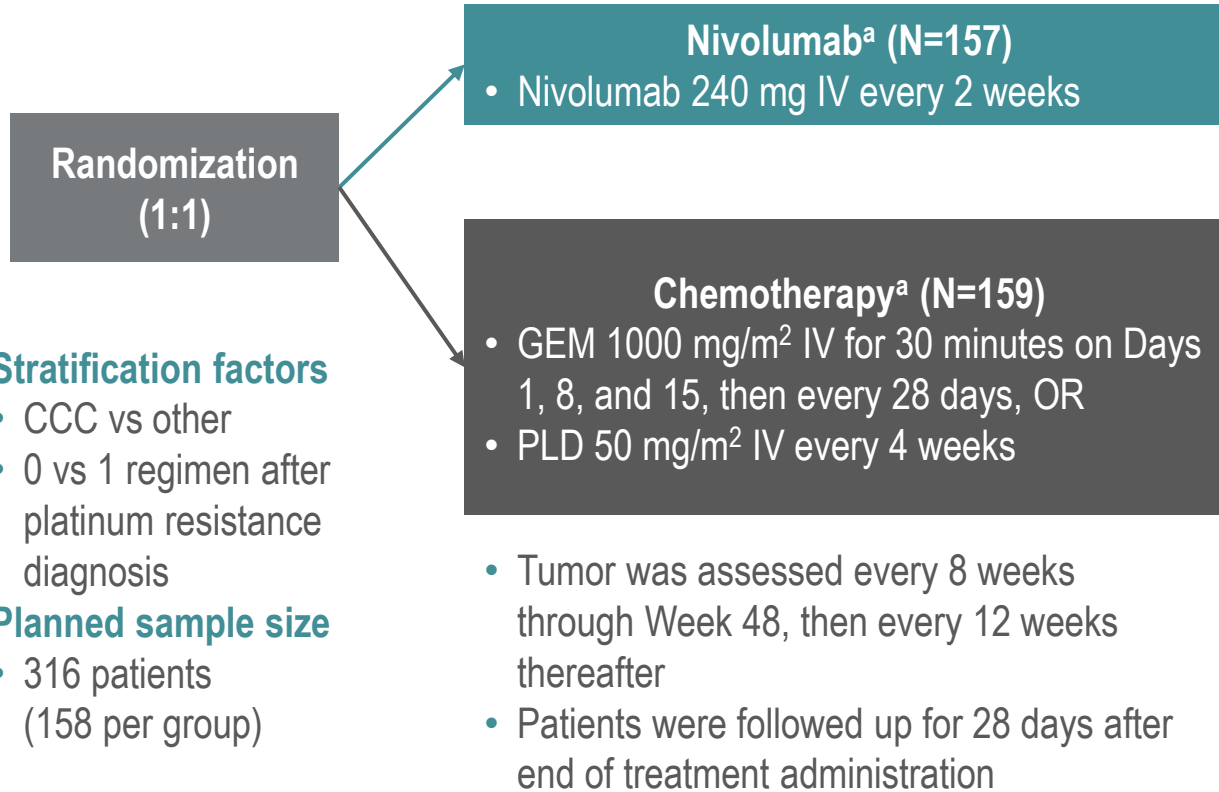 Nivolumabᵃ (N=157)
• Nivolumab 240 mg IV every 2 weeks
Randomization
(1:1)
Chemotherapyᵃ (N=159)
• GEM 1000 mg/m² IV for 30 minutes on Days
1, 8, and 15, then every 28 days, OR
• PLD 50 mg/m² IV every 4 weeks
Stratification factors
• CCC vs other
• 0 vs 1 regimen after
platinum resistance
diagnosis
Planned sample size
• 316 patients
(158 per group)
• Tumor was assessed every 8 weeks
through Week 48, then every 12 weeks
thereafter
• Patients were followed up for 28 days after
end of treatment administration